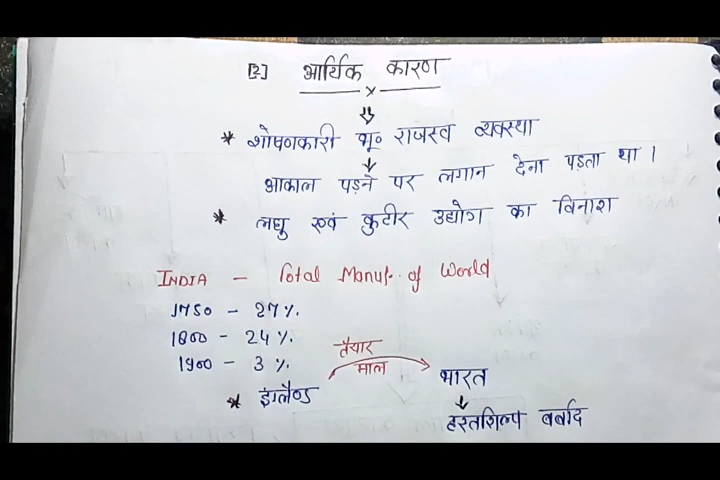 [2] आर्थिक कारण
* शोषणकारी भू० राजस्व व्यवस्था
आकाल पड़ने पर लगान देना पड़ता था ।
* लघु एवं कुटीर उद्योग का विनाश
INDIA – Total Manuf. of World
1750 – 27 %.
1800 – 24 %.
1900 – 3 %.
तैयार
माल
* इंग्लैण्ड → भारत
हस्तशिल्प बर्बाद